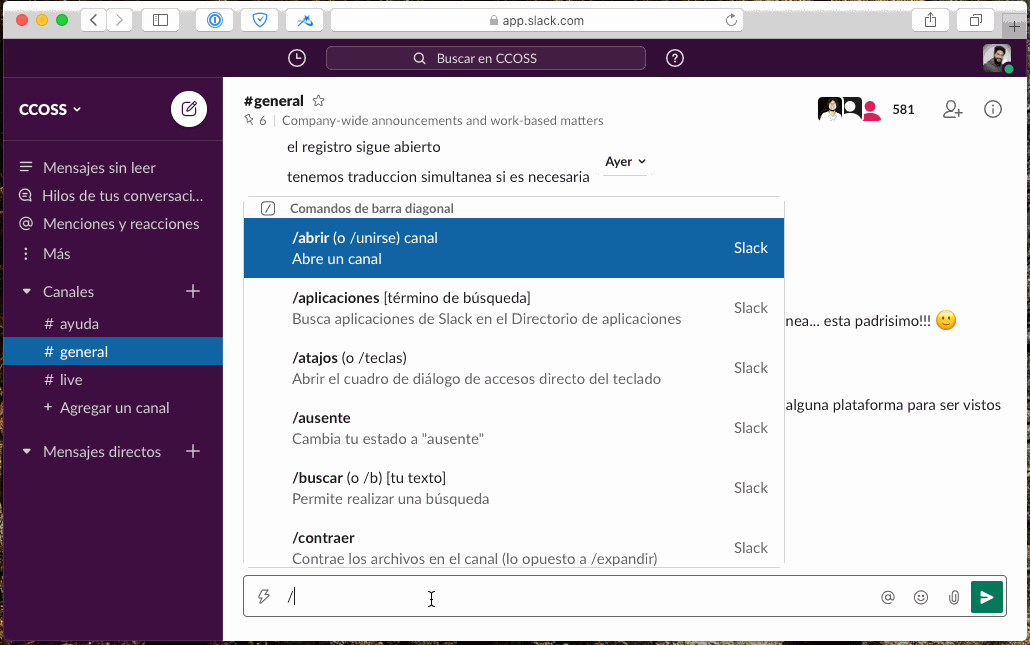 app.slack.com
Buscar en CCOSS
CCOSS
Mensajes sin leer
Hilos de tus conversaci...
Menciones y reacciones
Más
Canales
# ayuda
# general
# live
+ Agregar un canal
Mensajes directos
#general
6 | Company-wide announcements and work-based matters
581
el registro sigue abierto
Ayer
tenemos traduccion simultanea si es necesaria
Comandos de barra diagonal
/abrir (o /unirse) canal
Abre un canal
Slack
/aplicaciones [término de búsqueda]
Busca aplicaciones de Slack en el Directorio de aplicaciones
Slack
nea... esta padrisimo!!! 🙂
/atajos (o /teclas)
Abrir el cuadro de diálogo de accesos directo del teclado
Slack
alguna plataforma para ser vistos
/ausente
Cambia tu estado a "ausente"
Slack
/buscar (o /b) [tu texto]
Permite realizar una búsqueda
Slack
/contraer
Contrae los archivos en el canal (lo opuesto a /expandir)
Slack
/